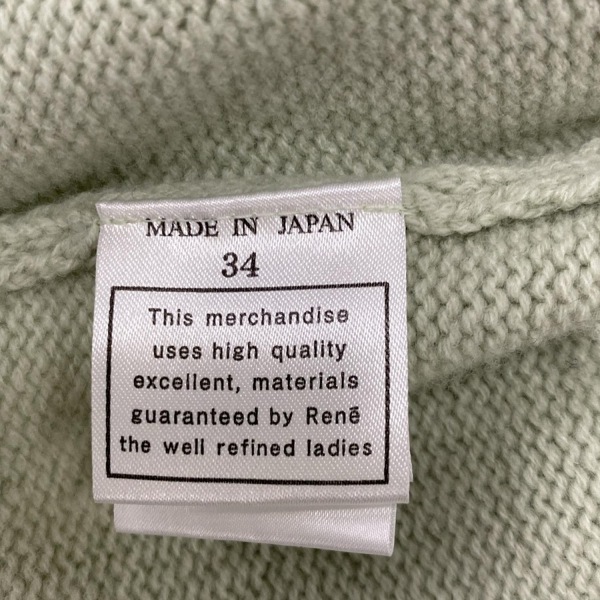 MADE IN JAPAN
34
This merchandise
uses high quality
excellent, materials
guaranteed by Renē
the well refined ladies